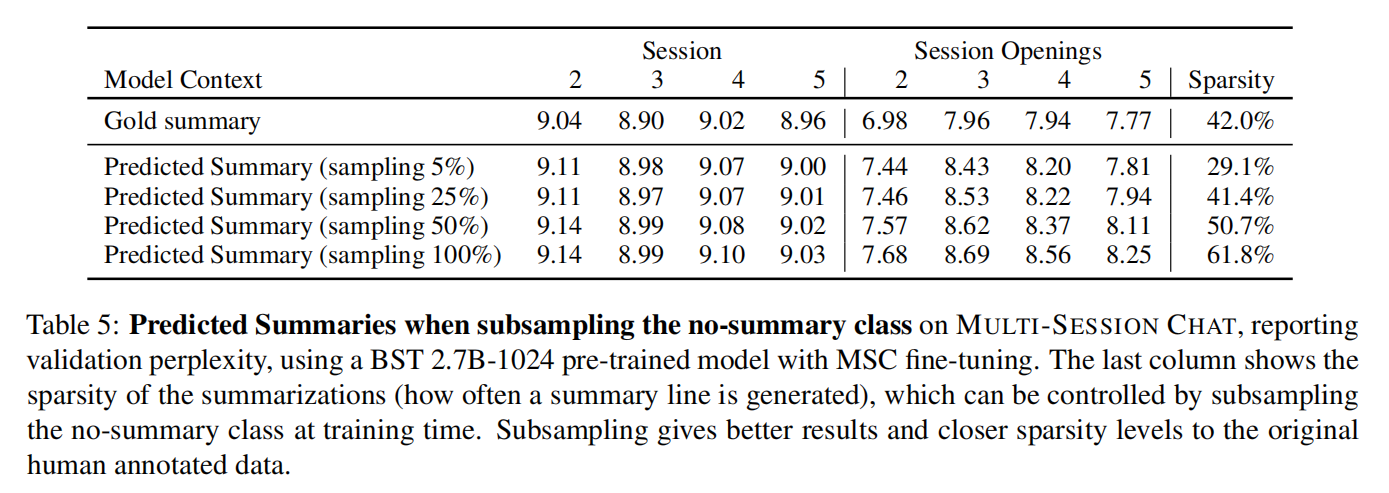 Session Session Openings
Model Context 2 3 4 5 2 3 4 5 Sparsity
Gold summary 9.04 8.90 9.02 8.96 6.98 7.96 7.94 7.77 42.0%
Predicted Summary (sampling 5%) 9.11 8.98 9.07 9.00 7.44 8.43 8.20 7.81 29.1%
Predicted Summary (sampling 25%) 9.11 8.97 9.07 9.01 7.46 8.53 8.22 7.94 41.4%
Predicted Summary (sampling 50%) 9.14 8.99 9.08 9.02 7.57 8.62 8.37 8.11 50.7%
Predicted Summary (sampling 100%) 9.14 8.99 9.10 9.03 7.68 8.69 8.56 8.25 61.8%
Table 5: Predicted Summaries when subsampling the no-summary class on MULTI-SESSION CHAT, reporting
validation perplexity, using a BST 2.7B-1024 pre-trained model with MSC fine-tuning. The last column shows the
sparsity of the summarizations (how often a summary line is generated), which can be controlled by subsampling
the no-summary class at training time. Subsampling gives better results and closer sparsity levels to the original
human annotated data.